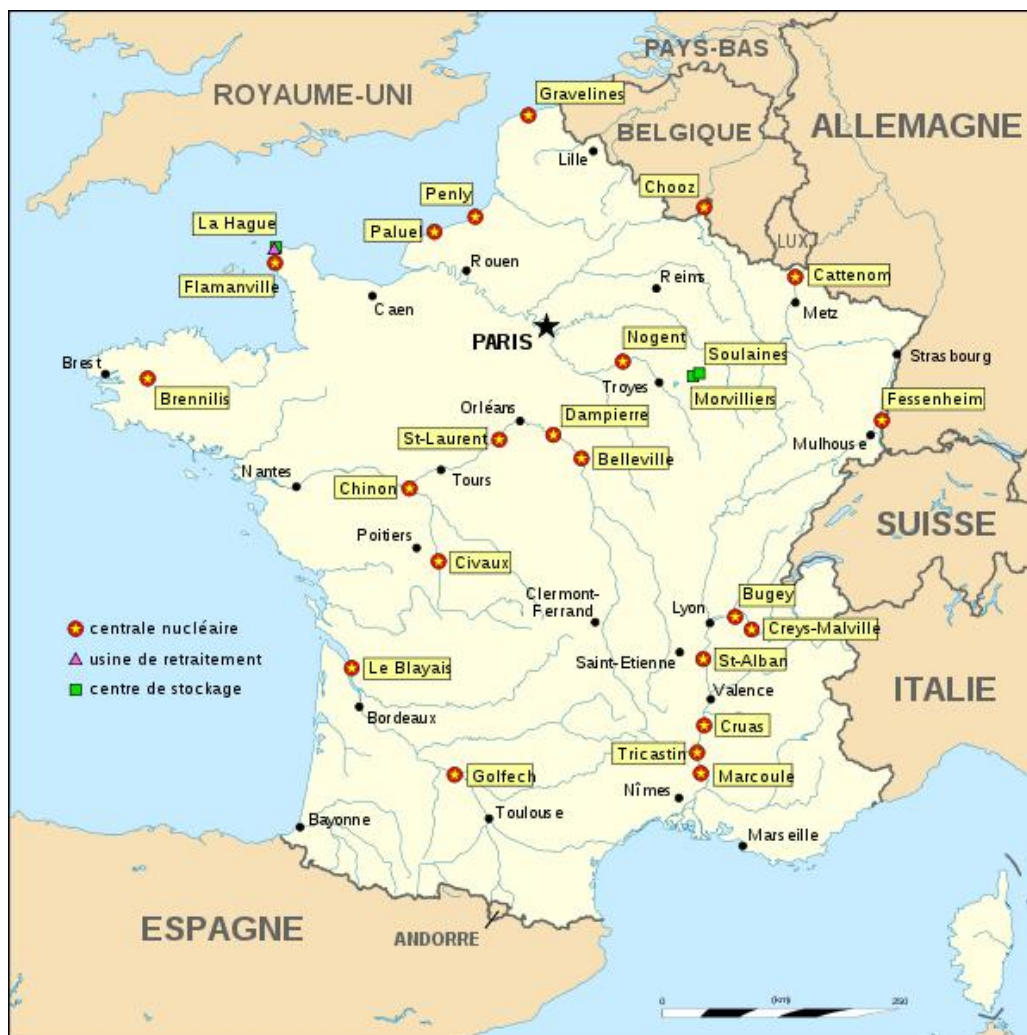 PAYS-BAS
ROYAUME-UNI
Gravelines
BELGIQUE
ALLEMAGNE
Lille
Penly
Chooz
La Hague
Paluel
LUX.
Rouen
Reims
Cattenom
Flamanville
Caen
Metz
PARIS
Nogent
Soulaines
Strasbourg
Brest
Troyes
Brennilis
Morvilliers
Fessenheim
Orléans
Dampierre
St-Laurent
Mulhouse
Belleville
Nantes
Tours
Chinon
SUISSE
Poitiers
Civaux
Clermont-
Ferrand
Bugey
Lyon
centrale nucléaire
Creys-Malville
usine de retraitement
Le Blayais
Saint-Etienne
St-Alban
centre de stockage
ITALIE
Valence
Bordeaux
Cruas
Tricastin
Golfech
Marcoule
Nîmes
Bayonne
Toulouse
Marseille
ESPAGNE
ANDORRE
0 (km) 250